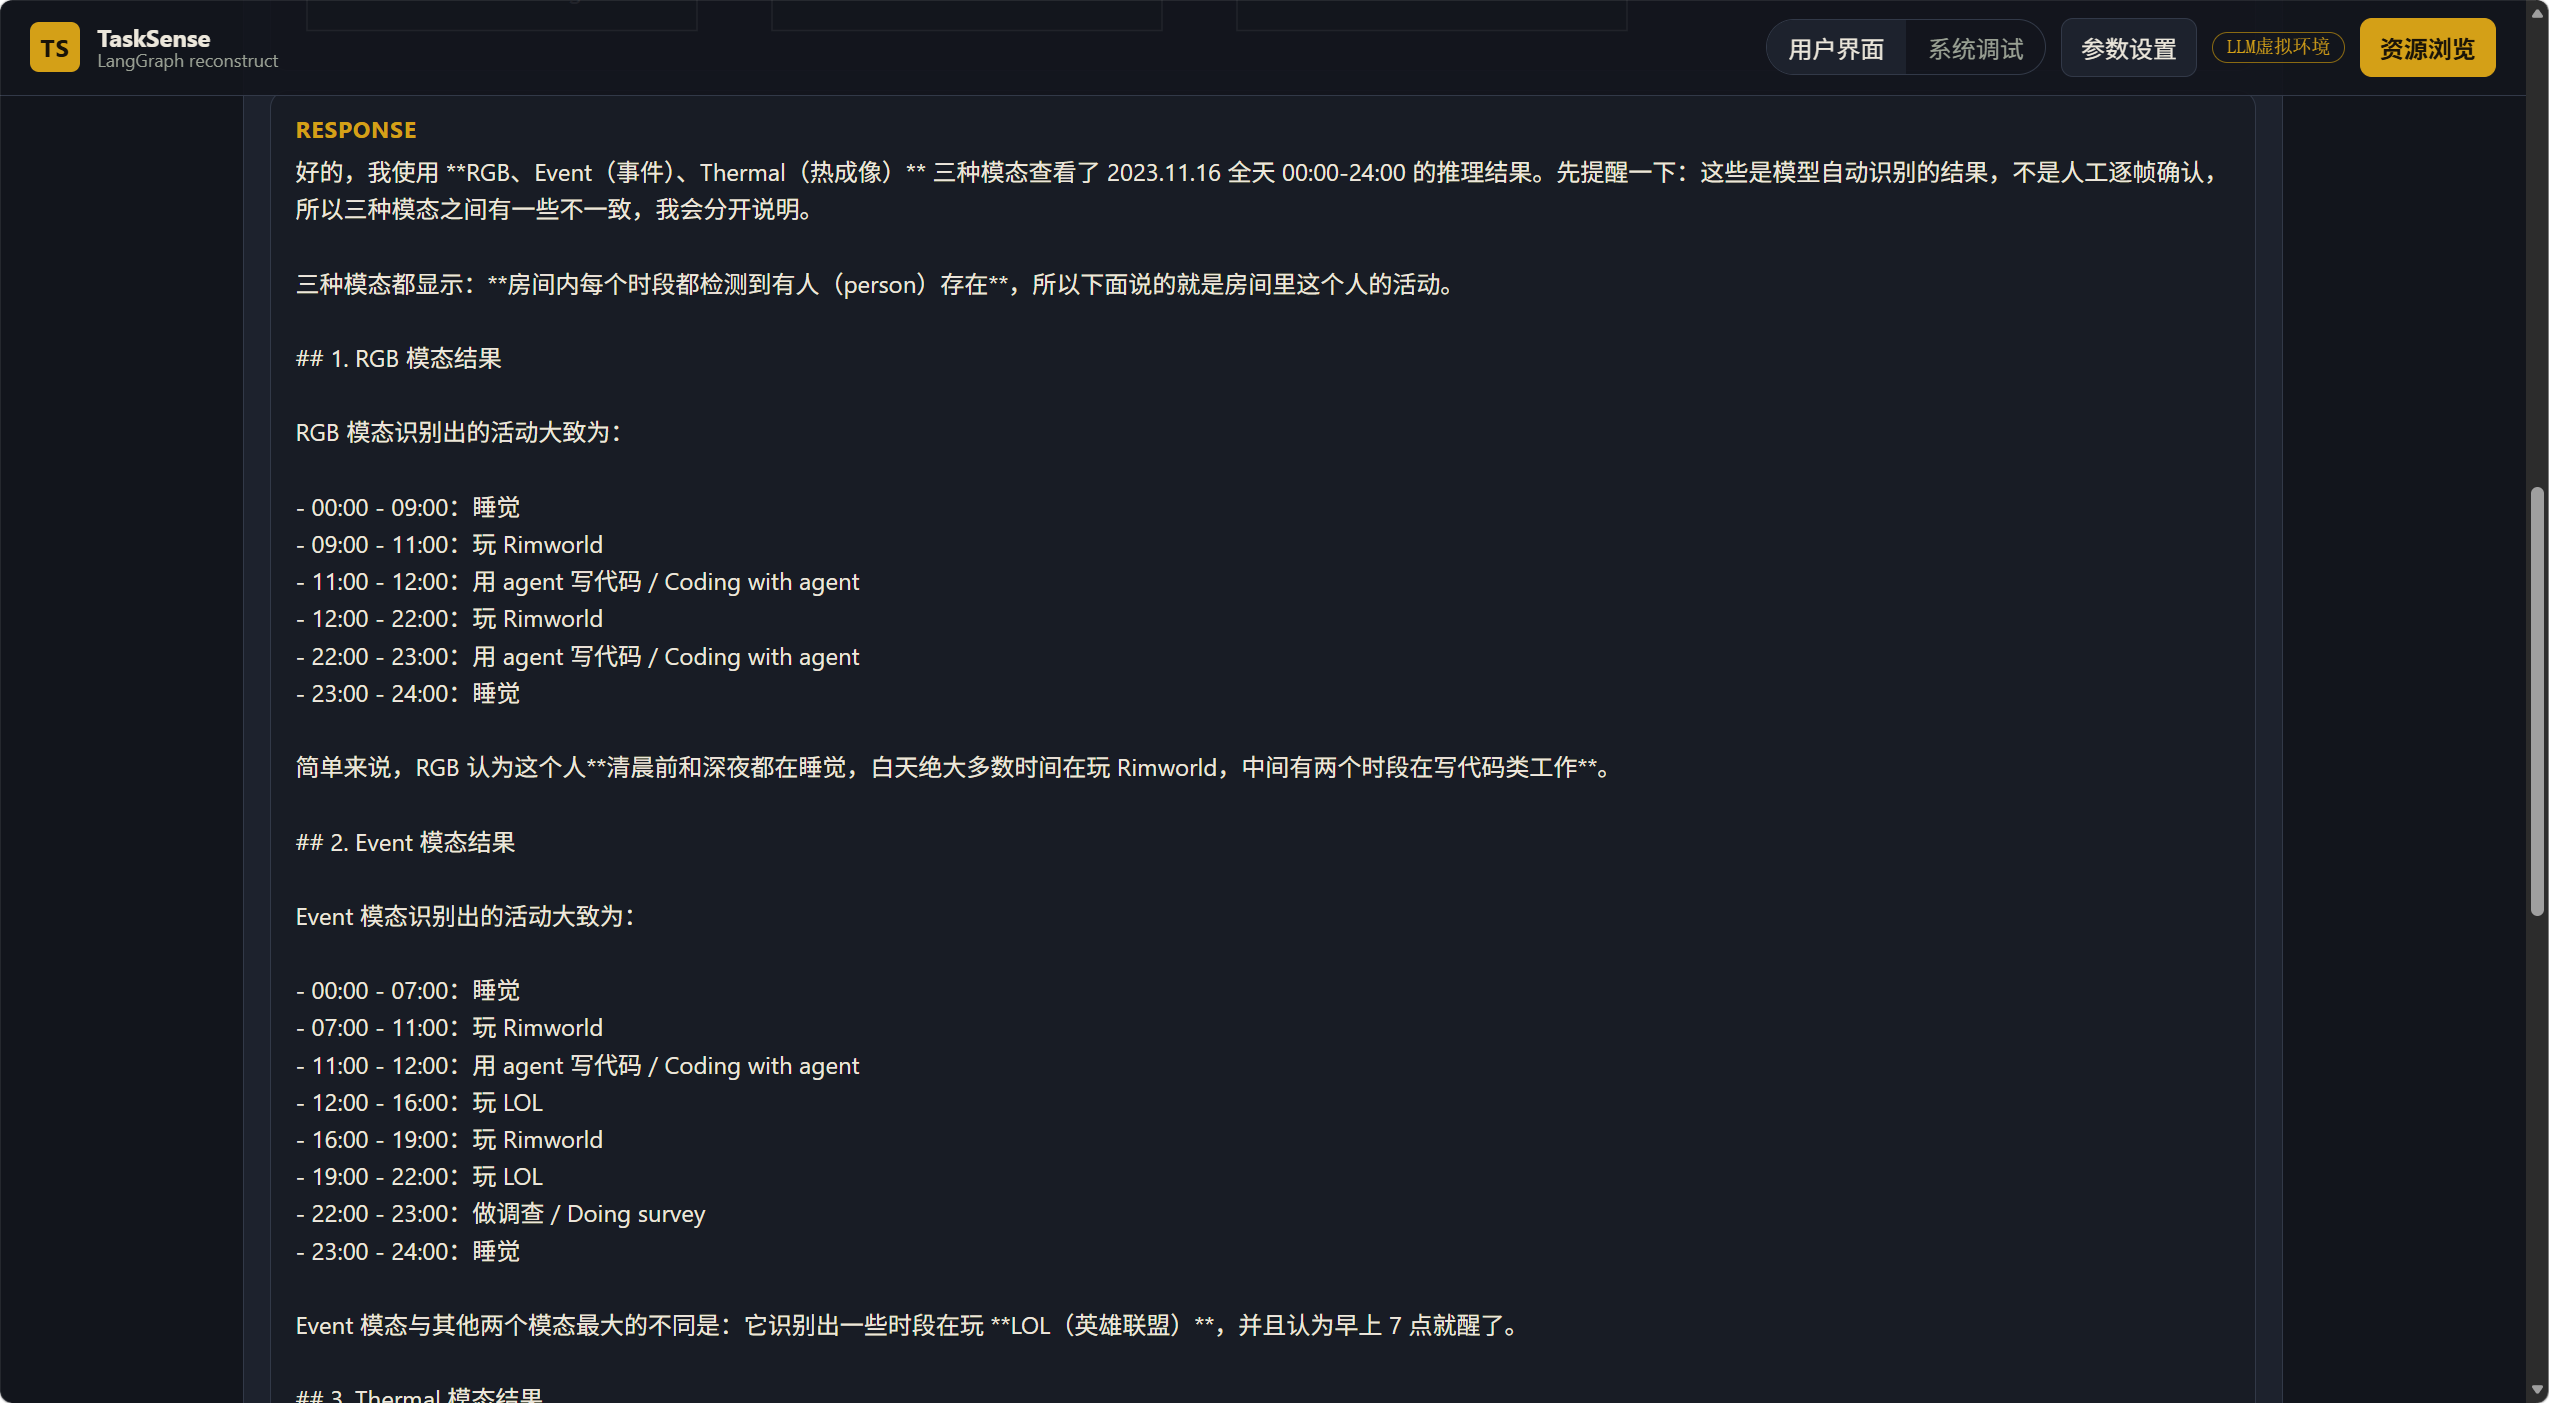 TS
TaskSense
LangGraph reconstruct
用户界面
系统调试
参数设置
LLM虚拟环境
资源浏览
RESPONSE
好的，我使用 **RGB、Event（事件）、Thermal（热成像）** 三种模态查看了 2023.11.16 全天 00:00-24:00 的推理结果。先提醒一下：这些是模型自动识别的结果，不是人工逐帧确认，
所以三种模态之间有一些不一致，我会分开说明。
三种模态都显示：**房间内每个时段都检测到有人（person）存在**，所以下面说的就是房间里这个人的活动。
## 1. RGB 模态结果
RGB 模态识别出的活动大致为：
- 00:00 - 09:00：睡觉
- 09:00 - 11:00：玩 Rimworld
- 11:00 - 12:00：用 agent 写代码 / Coding with agent
- 12:00 - 22:00：玩 Rimworld
- 22:00 - 23:00：用 agent 写代码 / Coding with agent
- 23:00 - 24:00：睡觉
简单来说，RGB 认为这个人**清晨前和深夜都在睡觉，白天绝大多数时间在玩 Rimworld，中间有两个时段在写代码类工作**。
## 2. Event 模态结果
Event 模态识别出的活动大致为：
- 00:00 - 07:00：睡觉
- 07:00 - 11:00：玩 Rimworld
- 11:00 - 12:00：用 agent 写代码 / Coding with agent
- 12:00 - 16:00：玩 LOL
- 16:00 - 19:00：玩 Rimworld
- 19:00 - 22:00：玩 LOL
- 22:00 - 23:00：做调查 / Doing survey
- 23:00 - 24:00：睡觉
Event 模态与其他两个模态最大的不同是：它识别出一些时段在玩 **LOL（英雄联盟）**，并且认为早上 7 点就醒了。
## 3. Thermal 模态结果